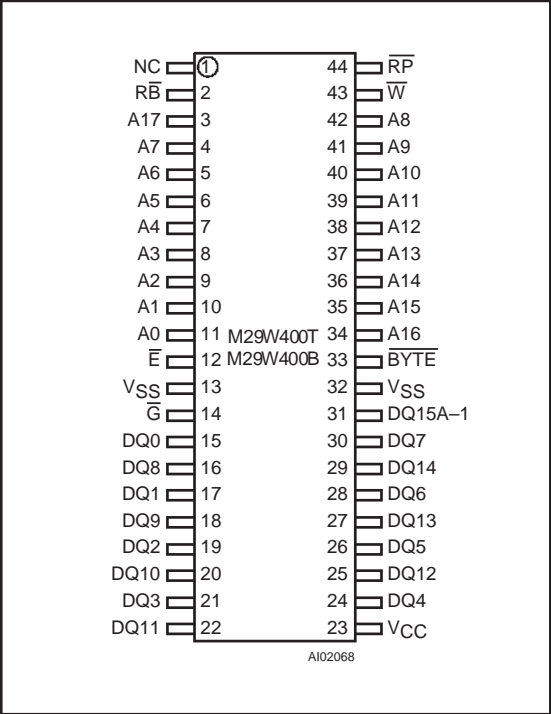 NC 1 44 R̅P̅
RB̅ 2 43 W̅
A17 3 42 A8
A7 4 41 A9
A6 5 40 A10
A5 6 39 A11
A4 7 38 A12
A3 8 37 A13
A2 9 36 A14
A1 10 35 A15
A0 11 M29W400T 34 A16
E̅ 12 M29W400B 33 B̅Y̅T̅E̅
VSS 13 32 VSS
G̅ 14 31 DQ15A–1
DQ0 15 30 DQ7
DQ8 16 29 DQ14
DQ1 17 28 DQ6
DQ9 18 27 DQ13
DQ2 19 26 DQ5
DQ10 20 25 DQ12
DQ3 21 24 DQ4
DQ11 22 23 VCC
AI02068